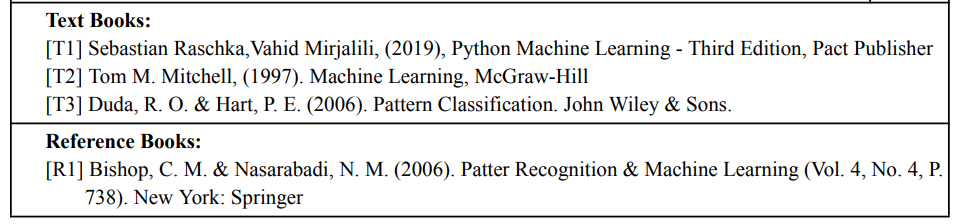 Text Books:
[T1] Sebastian Raschka,Vahid Mirjalili, (2019), Python Machine Learning - Third Edition, Pact Publisher
[T2] Tom M. Mitchell, (1997). Machine Learning, McGraw-Hill
[T3] Duda, R. O. & Hart, P. E. (2006). Pattern Classification. John Wiley & Sons.
Reference Books:
[R1] Bishop, C. M. & Nasarabadi, N. M. (2006). Patter Recognition & Machine Learning (Vol. 4, No. 4, P.
738). New York: Springer